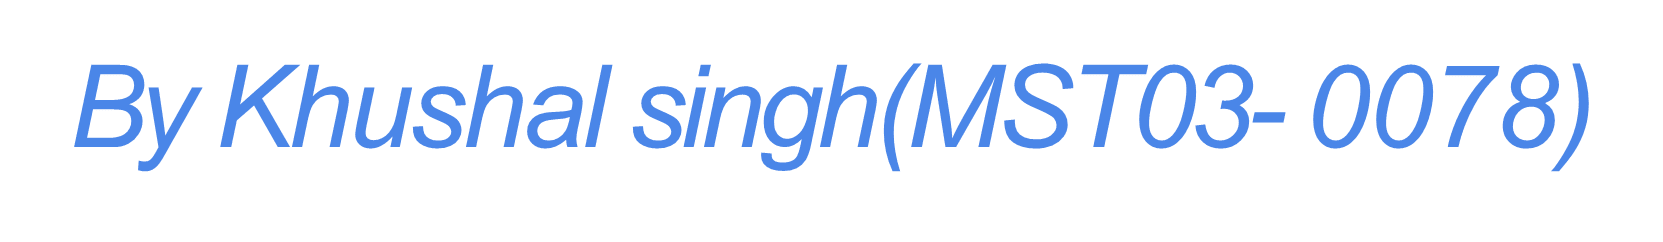 By Khushal singh(MST03- 0078)